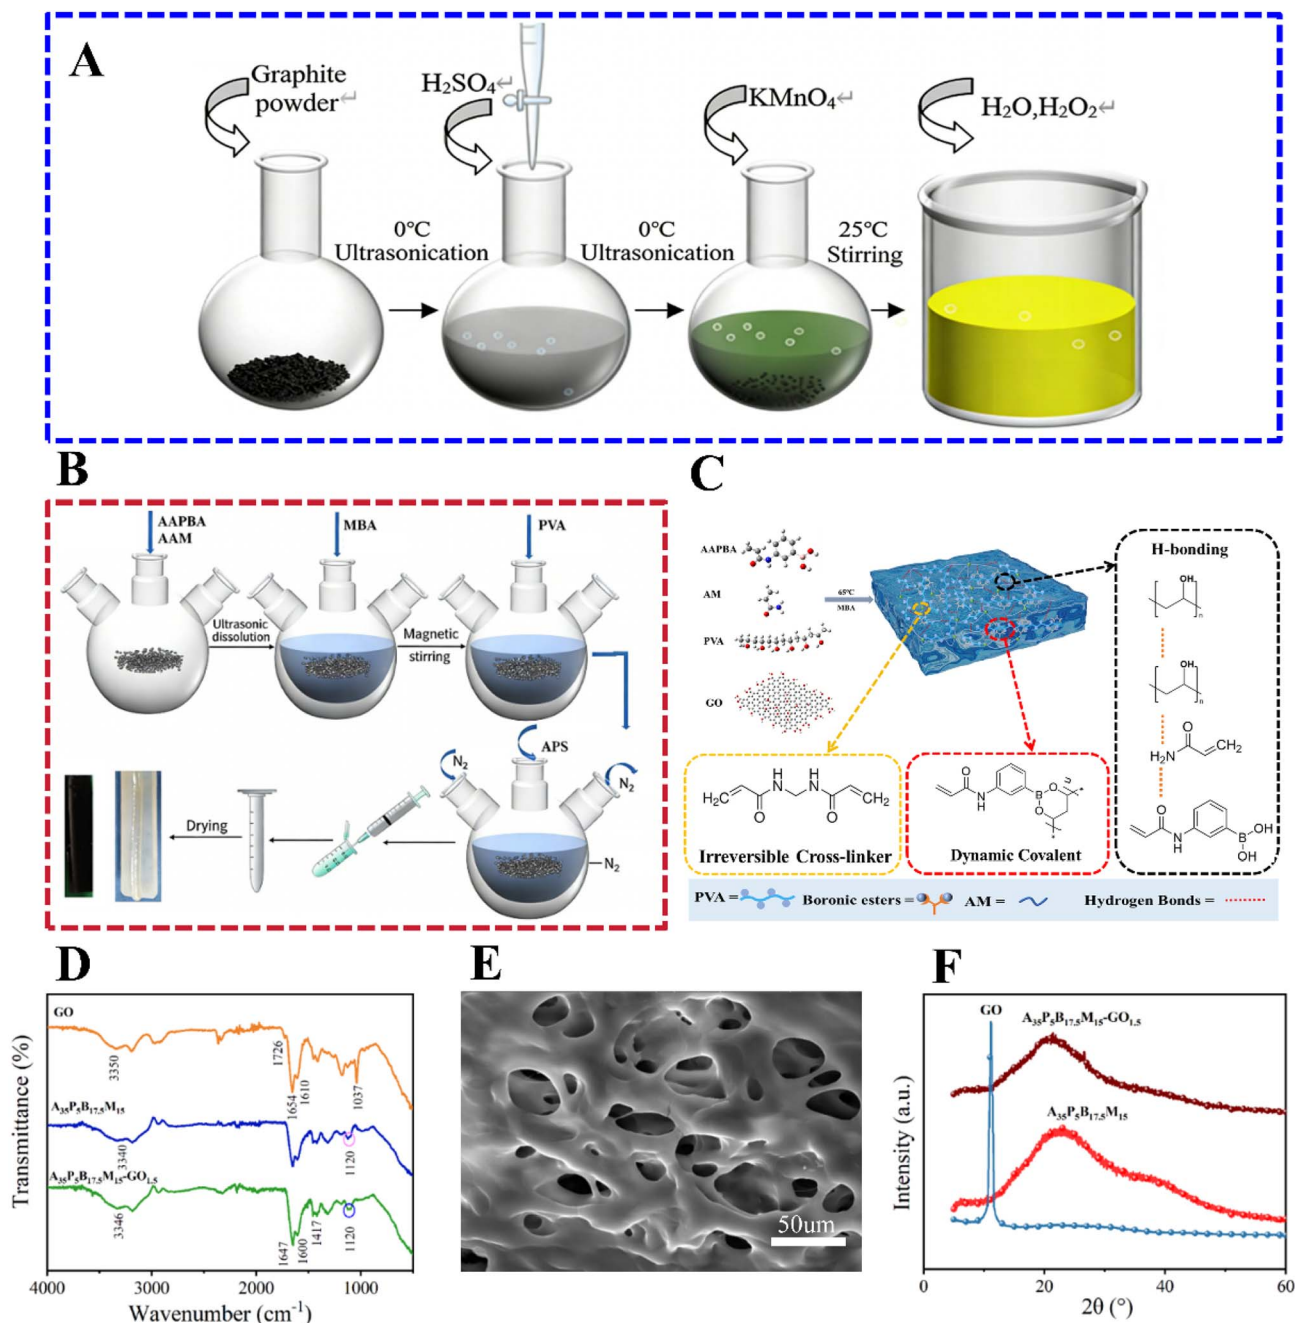 A
Graphite
powder↵
H₂SO₄↵
KMnO₄↵
H₂O,H₂O₂↵
0°C
Ultrasonication
0°C
Ultrasonication
25°C
Stirring
B
AAPBA
AAM
MBA
PVA
Ultrasonic
dissolution
Magnetic
stirring
N₂
APS
N₂
N₂
Drying
C
AAPBA
AM
PVA
GO
65°C
MBA
H-bonding
OH
n
OH
n
O
H₂N
CH₂
O
N
H
B
OH
OH
H₂C
O
H
N
H
N
O
CH₂
Irreversible Cross-linker
O
N
H
B
O
O
*
*
Dynamic Covalent
PVA =
Boronic esters =
AM =
Hydrogen Bonds =
D
GO
3350
1726
1654
1610
1037
A₃₅P₅B₁₇.₅M₁₅
3340
1120
A₃₅P₅B₁₇.₅M₁₅-GO₁.₅
3346
1647
1600
1417
1120
Transmittance (%)
4000 3000 2000 1000
Wavenumber (cm⁻¹)
E
50um
F
GO
A₃₅P₅B₁₇.₅M₁₅-GO₁.₅
A₃₅P₅B₁₇.₅M₁₅
Intensity (a.u.)
0 20 40 60
2θ (°)